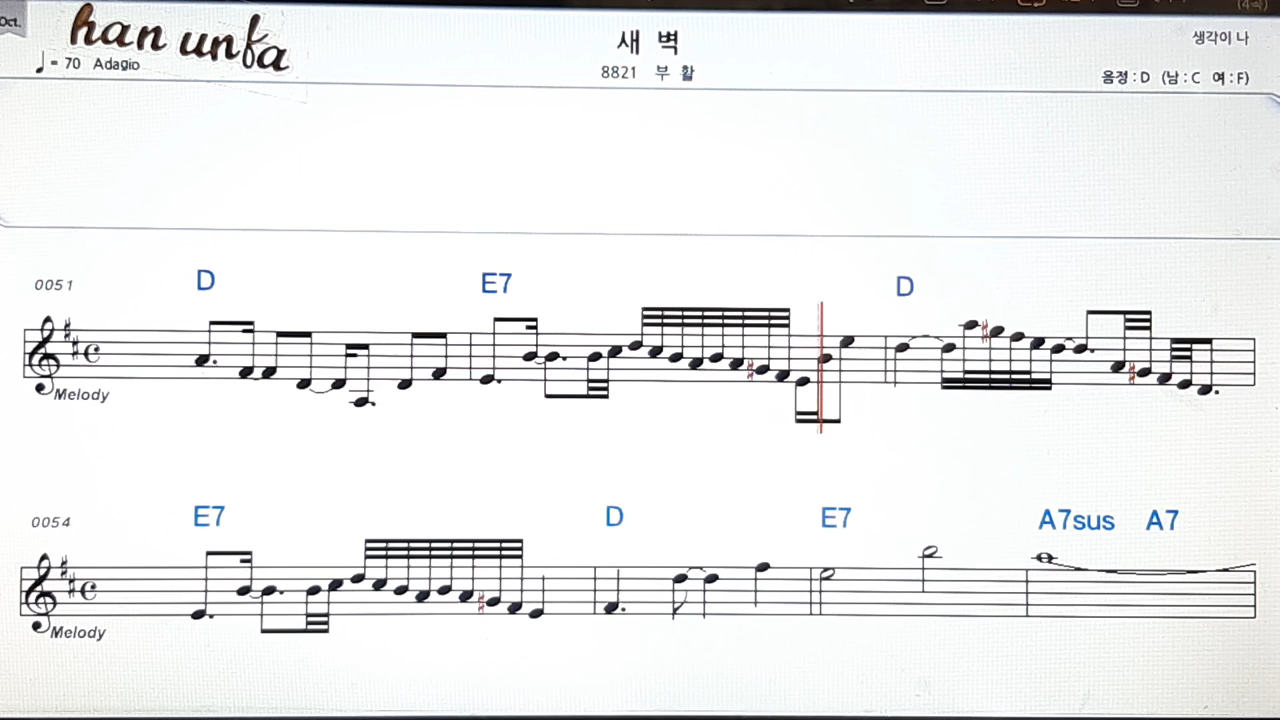 Oct.
han unfa
새 벽
생각이 나
♩= 70 Adagio
8821 부 활
음정 : D (남 : C 여 : F)
0051
D
E7
D
Melody
0054
E7
D
E7
A7sus
A7
Melody